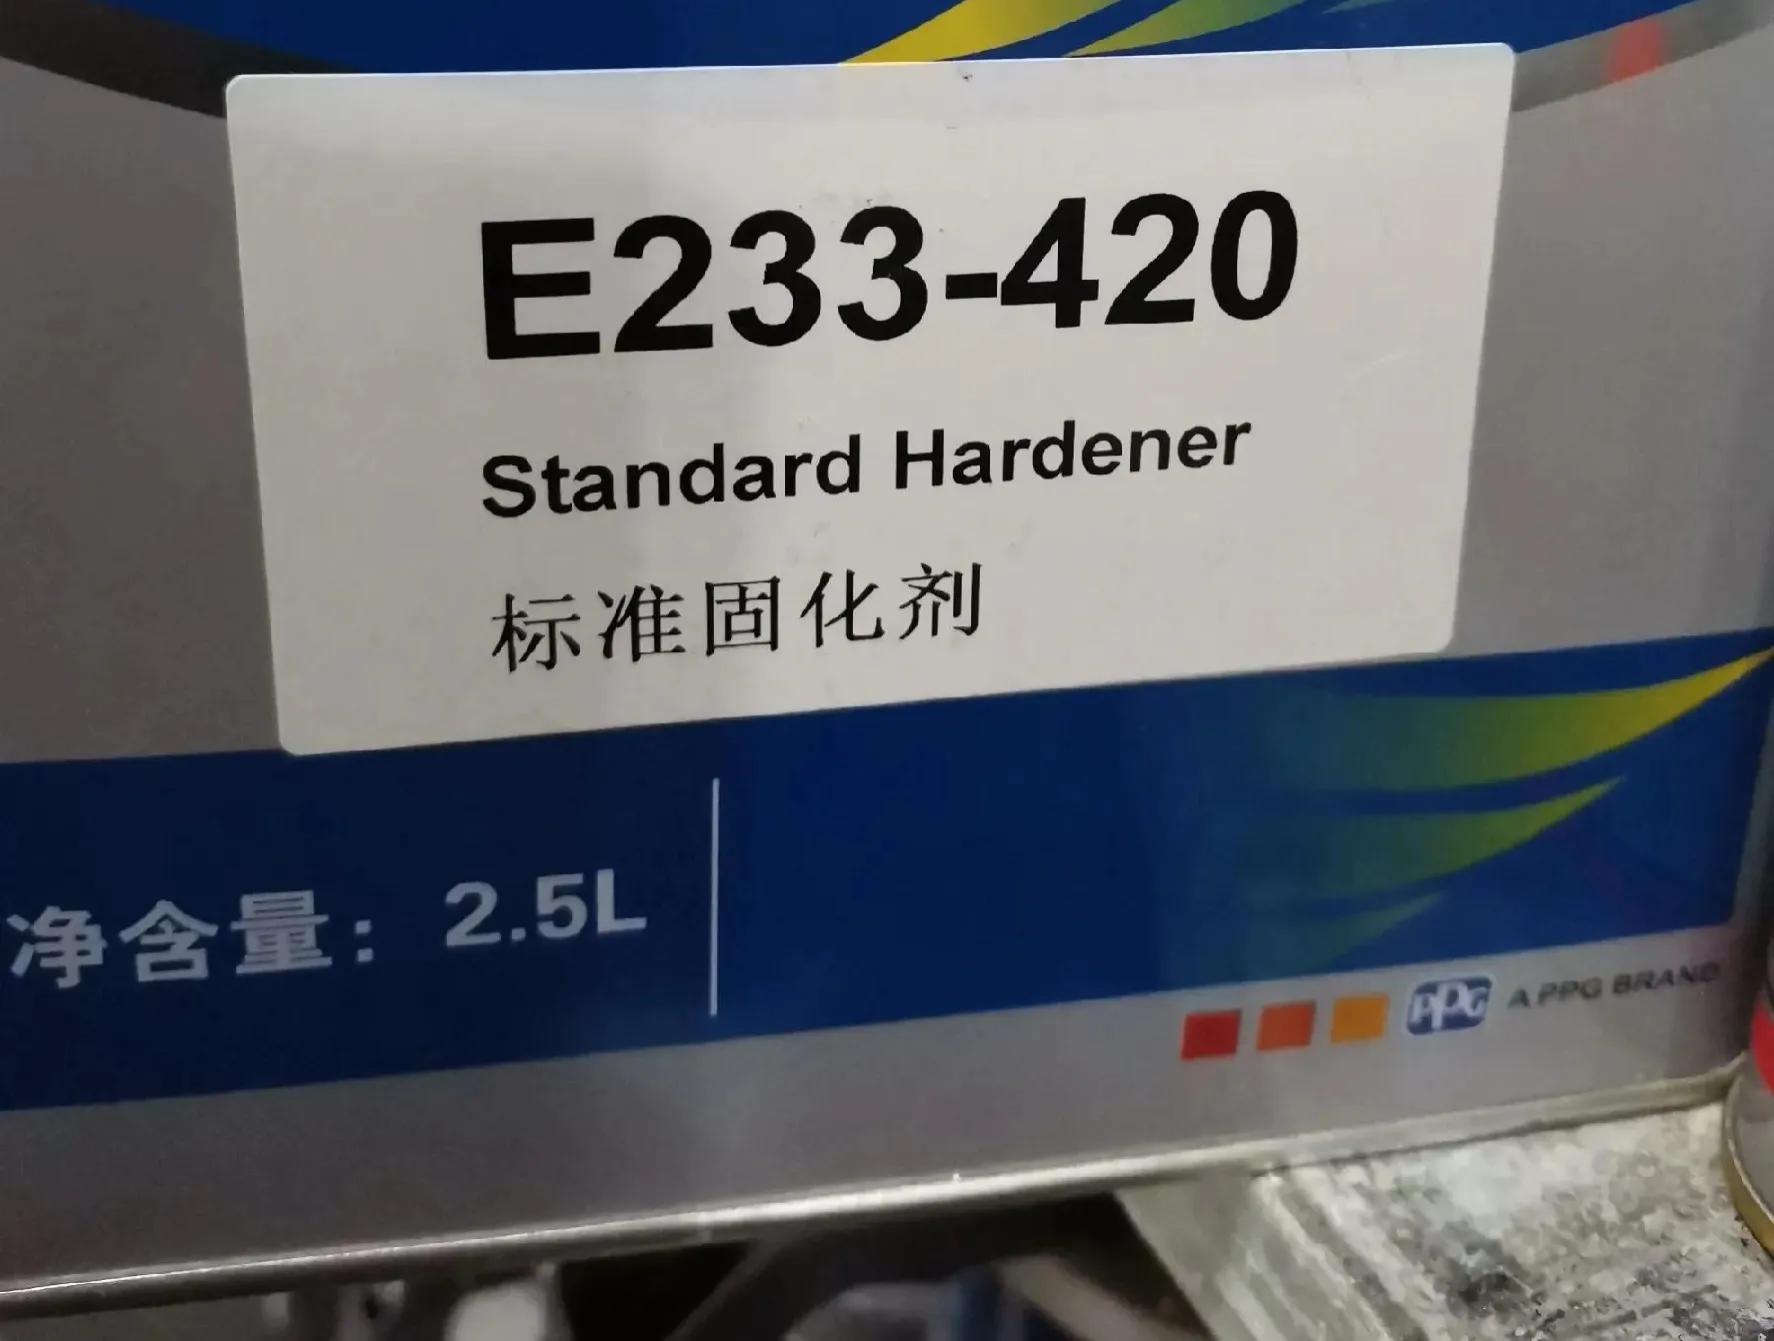 E233-420
Standard Hardener
标准固化剂
净含量：2.5L
PPG A PPG BRAND